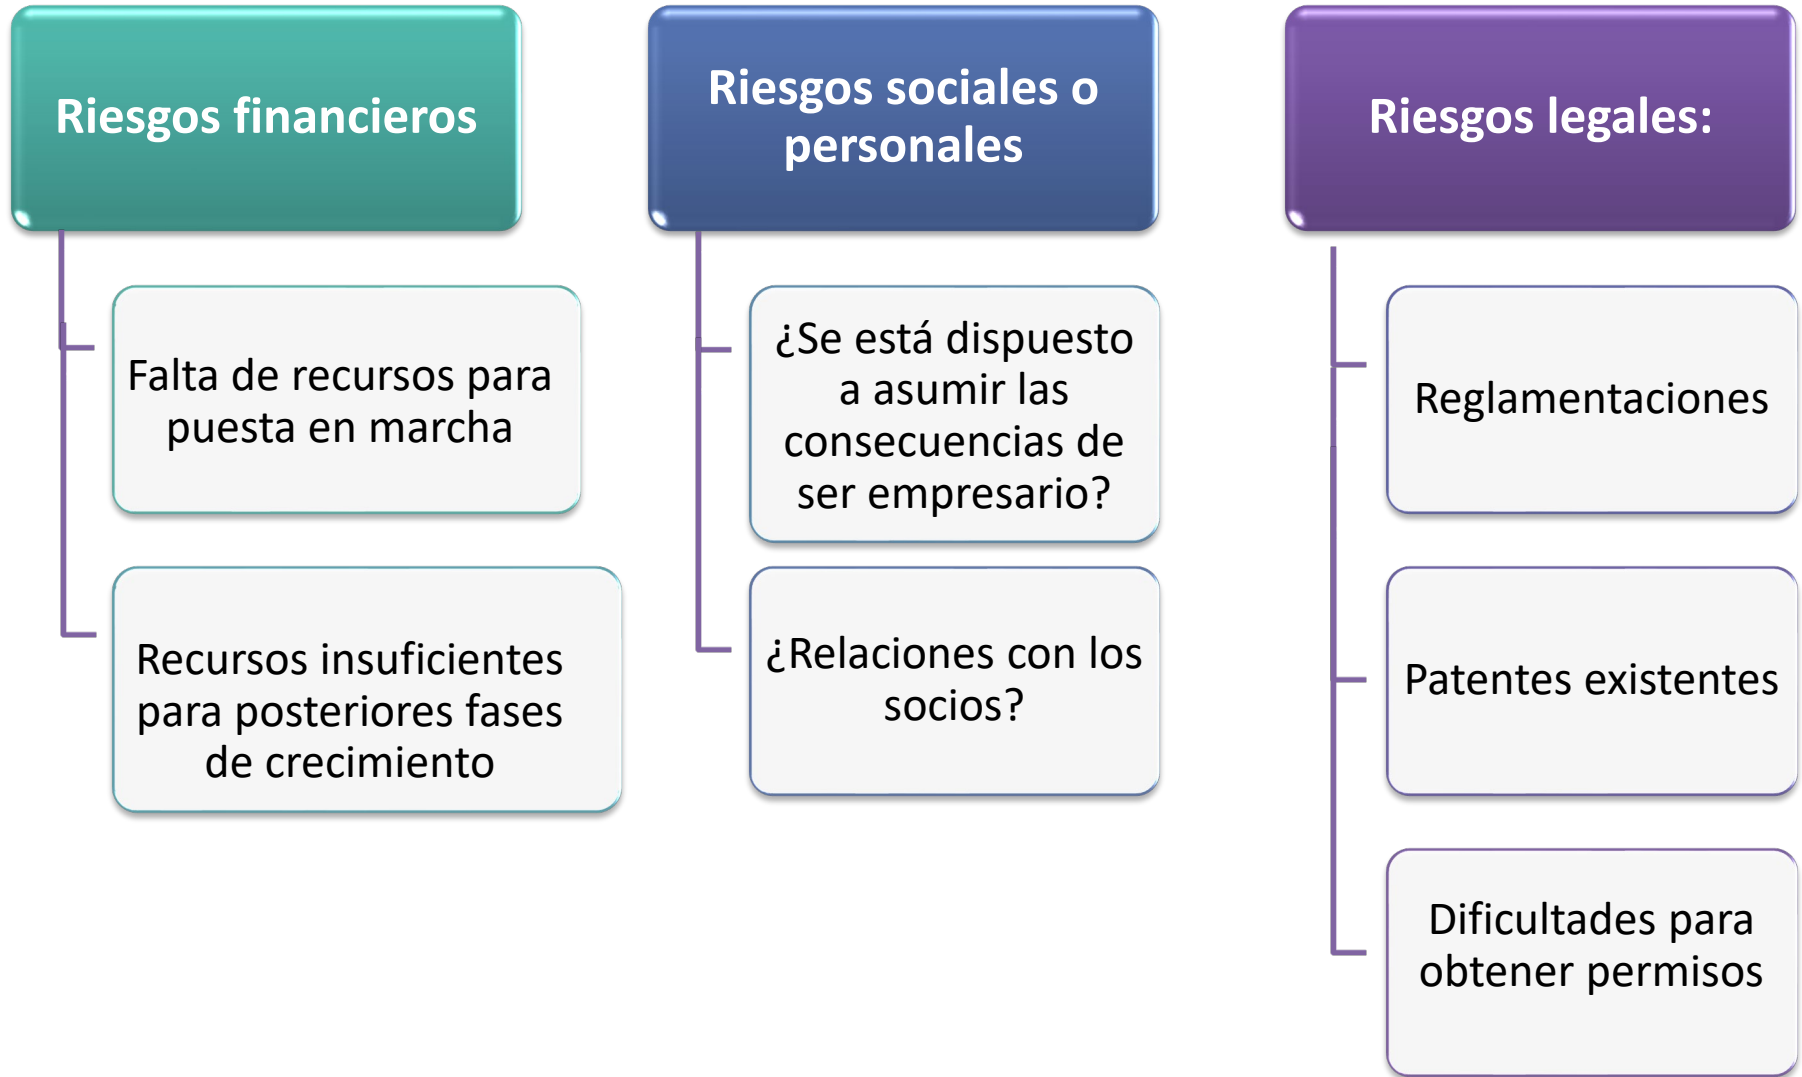 Riesgos financieros
Falta de recursos para
puesta en marcha
Recursos insuficientes
para posteriores fases
de crecimiento
Riesgos sociales o
personales
¿Se está dispuesto
a asumir las
consecuencias de
ser empresario?
¿Relaciones con los
socios?
Riesgos legales:
Reglamentaciones
Patentes existentes
Dificultades para
obtener permisos